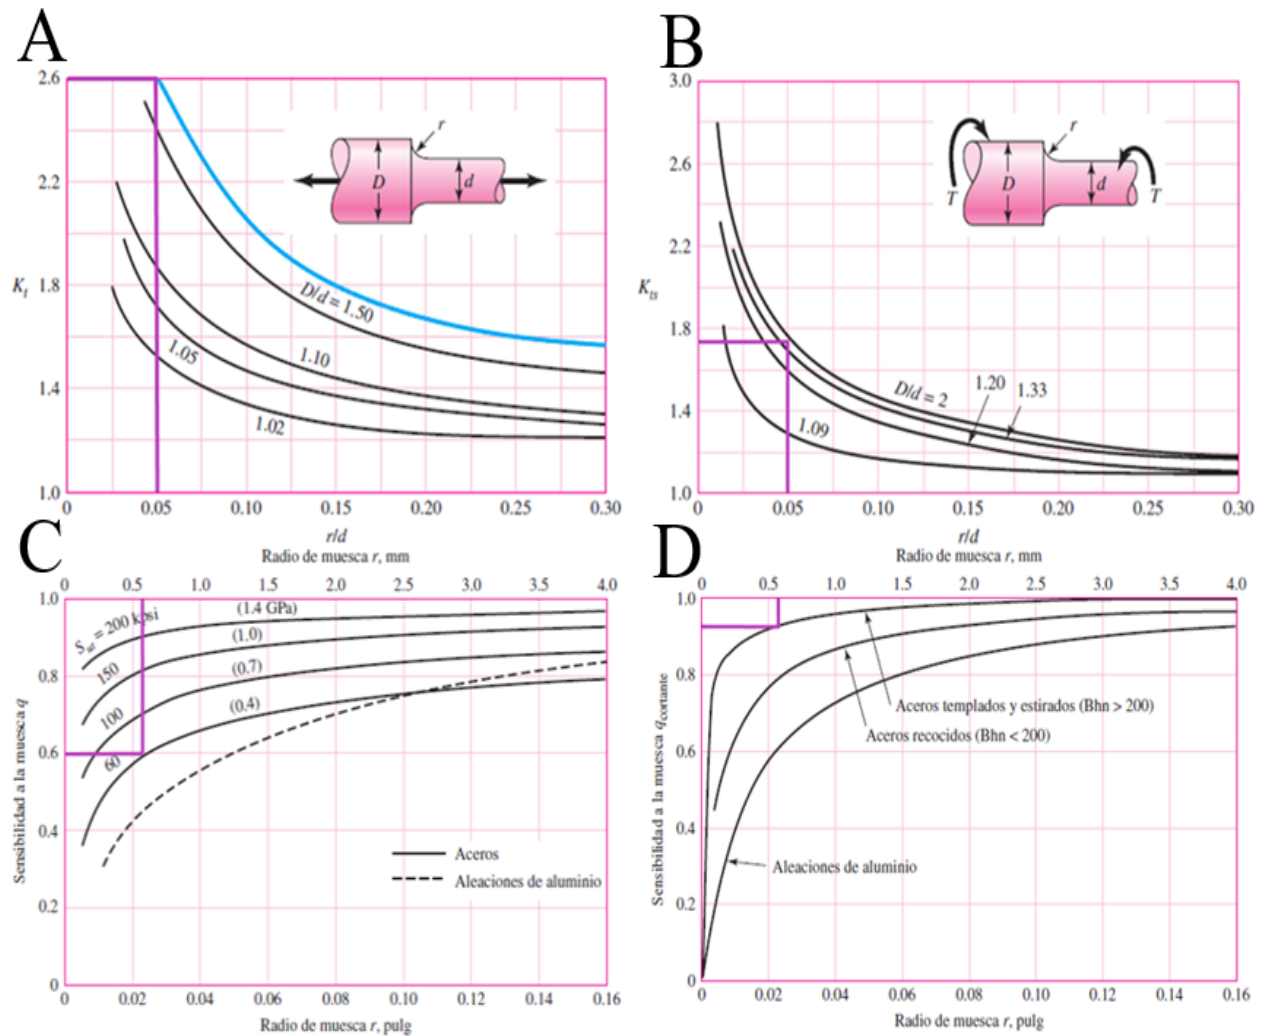 A
2.6
2.2
1.8
1.4
1.0
K_t
D/d = 1.50
1.10
1.05
1.02
r
D
d
0
0.05
0.10
0.15
0.20
0.25
0.30
r/d
B
3.0
2.6
2.2
1.8
1.4
1.0
K_ts
r
T
D
d
T
D/d = 2
1.20
1.33
1.09
0
0.05
0.10
0.15
0.20
0.25
0.30
r/d
C
Radio de muesca r, mm
0
0.5
1.0
1.5
2.0
2.5
3.0
3.5
4.0
1.0
0.8
0.6
0.4
0.2
0
Sensibilidad a la muesca q
S_ut = 200 kpsi
(1.4 GPa)
150
(1.0)
100
(0.7)
60
(0.4)
Aceros
Aleaciones de aluminio
0
0.02
0.04
0.06
0.08
0.10
0.12
0.14
0.16
Radio de muesca r, pulg
D
Radio de muesca r, mm
0
0.5
1.0
1.5
2.0
2.5
3.0
3.5
4.0
1.0
0.8
0.6
0.4
0.2
0
Sensibilidad a la muesca q_cortante
Aceros templados y estirados (Bhn > 200)
Aceros recocidos (Bhn < 200)
Aleaciones de aluminio
0
0.02
0.04
0.06
0.08
0.10
0.12
0.14
0.16
Radio de muesca r, pulg